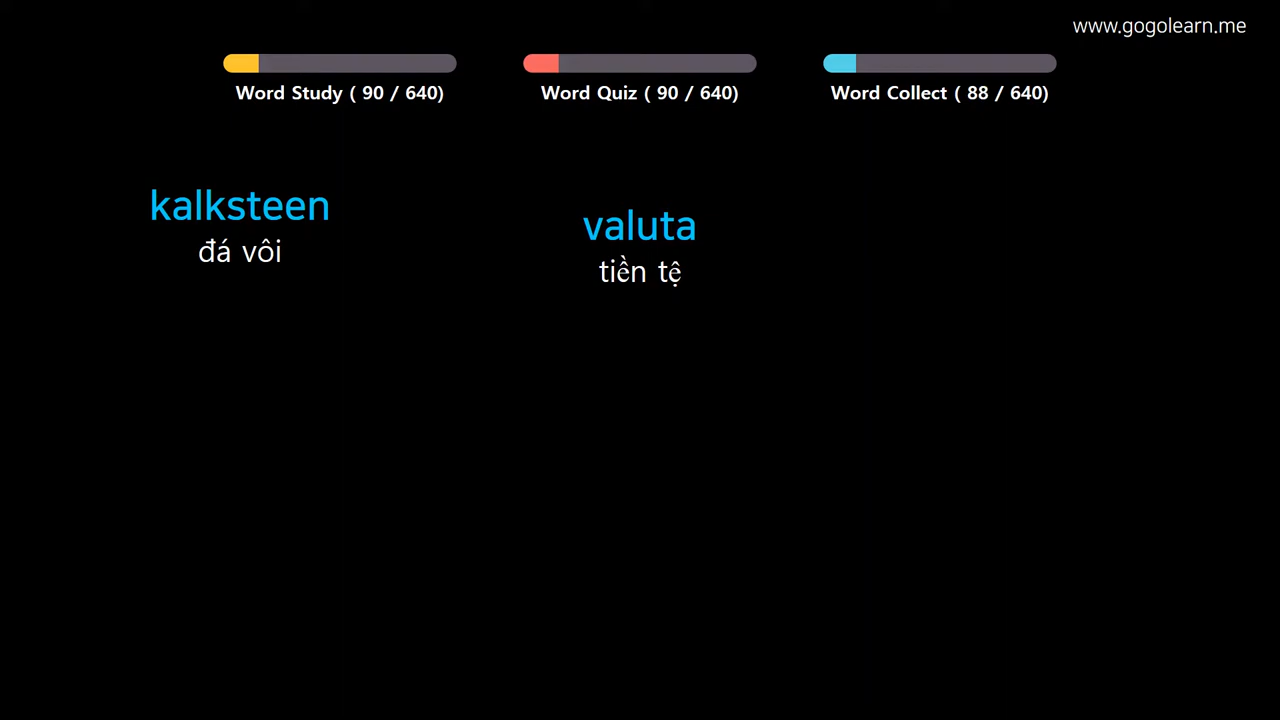 www.gogolearn.me
Word Study ( 90 / 640)
Word Quiz ( 90 / 640)
Word Collect ( 88 / 640)
kalksteen
đá vôi
valuta
tiền tệ